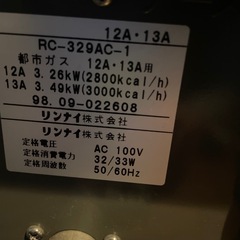 12A・13A
RC-329AC-1
都市ガス 12A・13A用
12A 3.26kW(2800kcal/h)
13A 3.49kW(3000kcal/h)
98.09-022608
リンナイ株式会社
リンナイ株式会社
定格電圧 AC 100V
定格消費電力 32/33W
定格周波数 50/60Hz